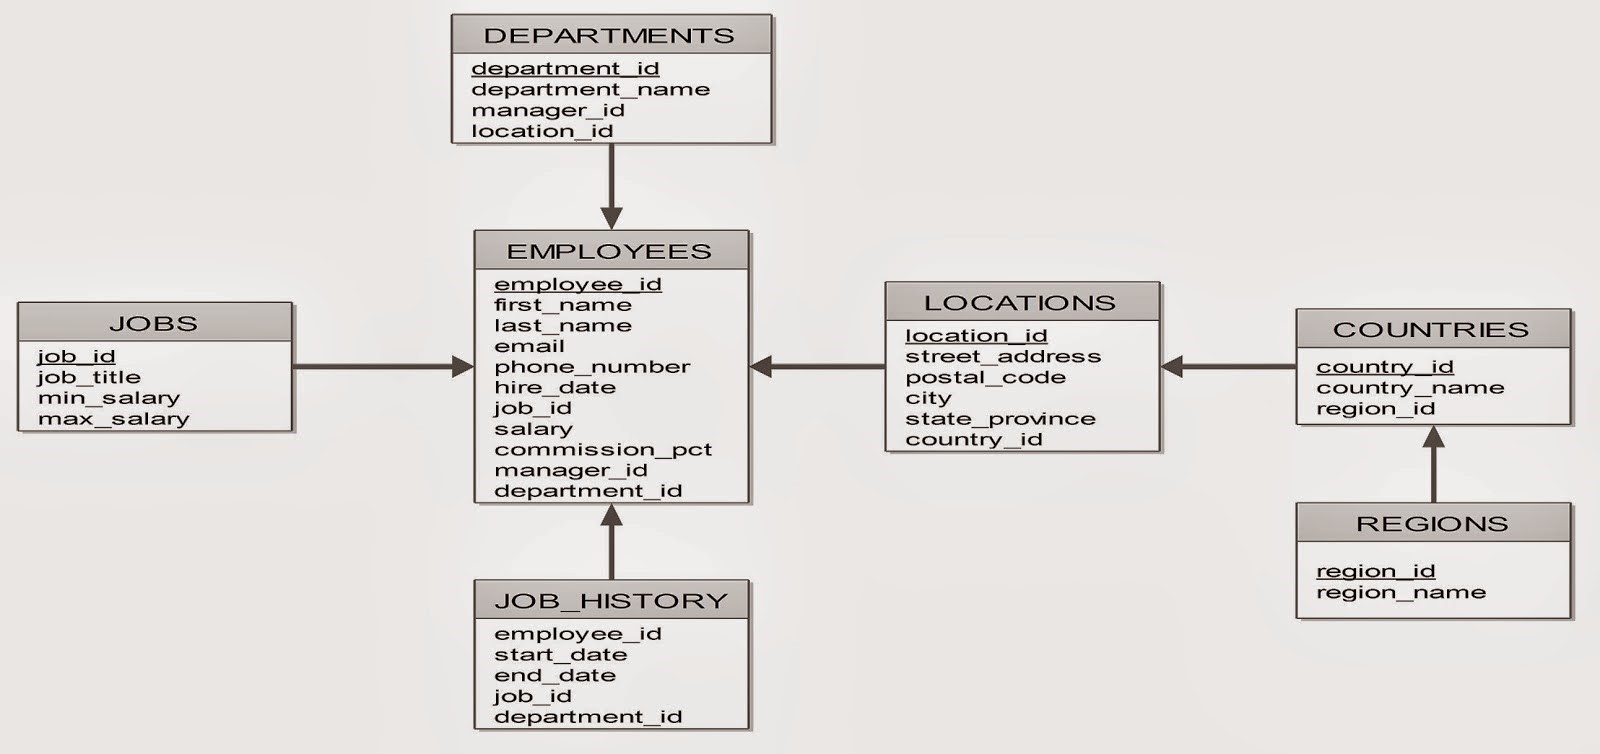 DEPARTMENTS
department_id
department_name
manager_id
location_id
EMPLOYEES
employee_id
first_name
last_name
email
phone_number
hire_date
job_id
salary
commission_pct
manager_id
department_id
JOBS
job_id
job_title
min_salary
max_salary
LOCATIONS
location_id
street_address
postal_code
city
state_province
country_id
COUNTRIES
country_id
country_name
region_id
REGIONS
region_id
region_name
JOB_HISTORY
employee_id
start_date
end_date
job_id
department_id